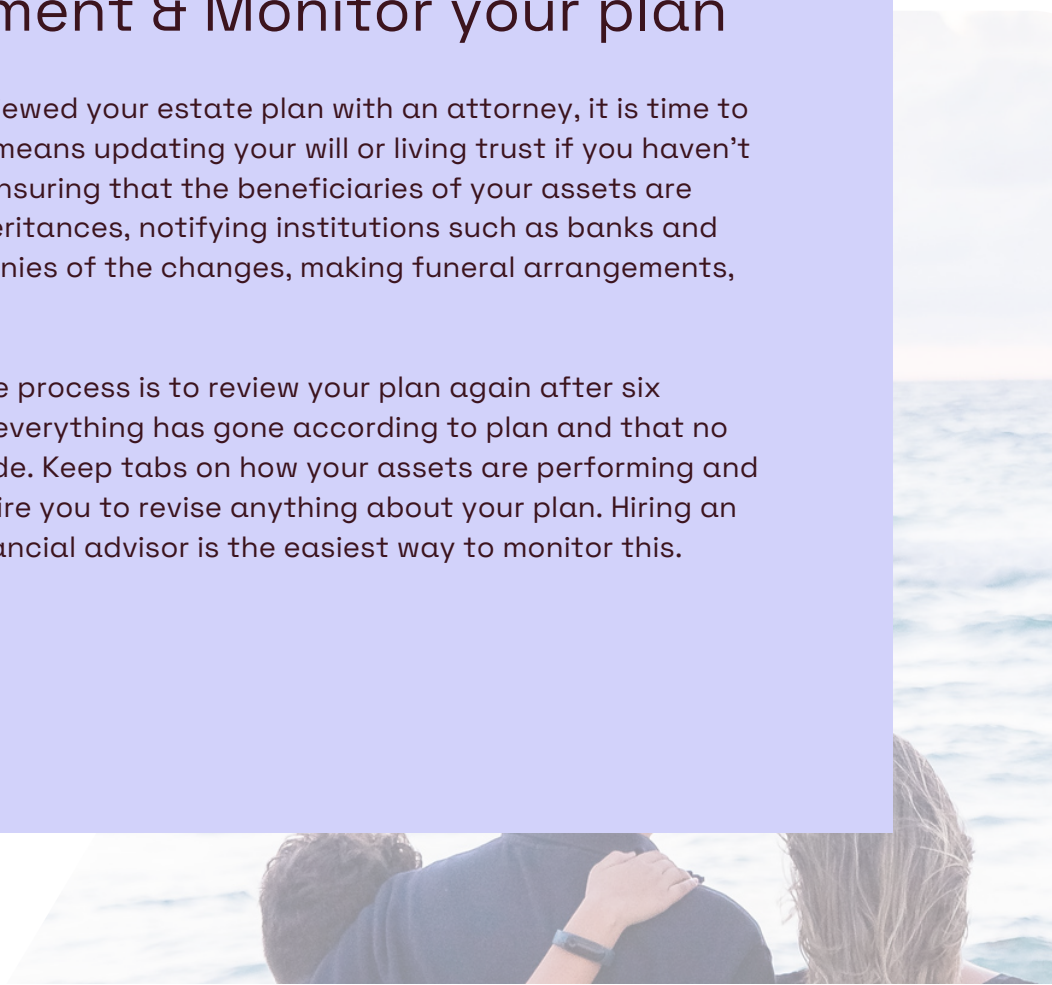 ment & Monitor your plan
ewed your estate plan with an attorney, it is time to
means updating your will or living trust if you haven’t
nsuring that the beneficiaries of your assets are
eritances, notifying institutions such as banks and
nies of the changes, making funeral arrangements,
e process is to review your plan again after six
everything has gone according to plan and that no
de. Keep tabs on how your assets are performing and
ire you to revise anything about your plan. Hiring an
ancial advisor is the easiest way to monitor this.